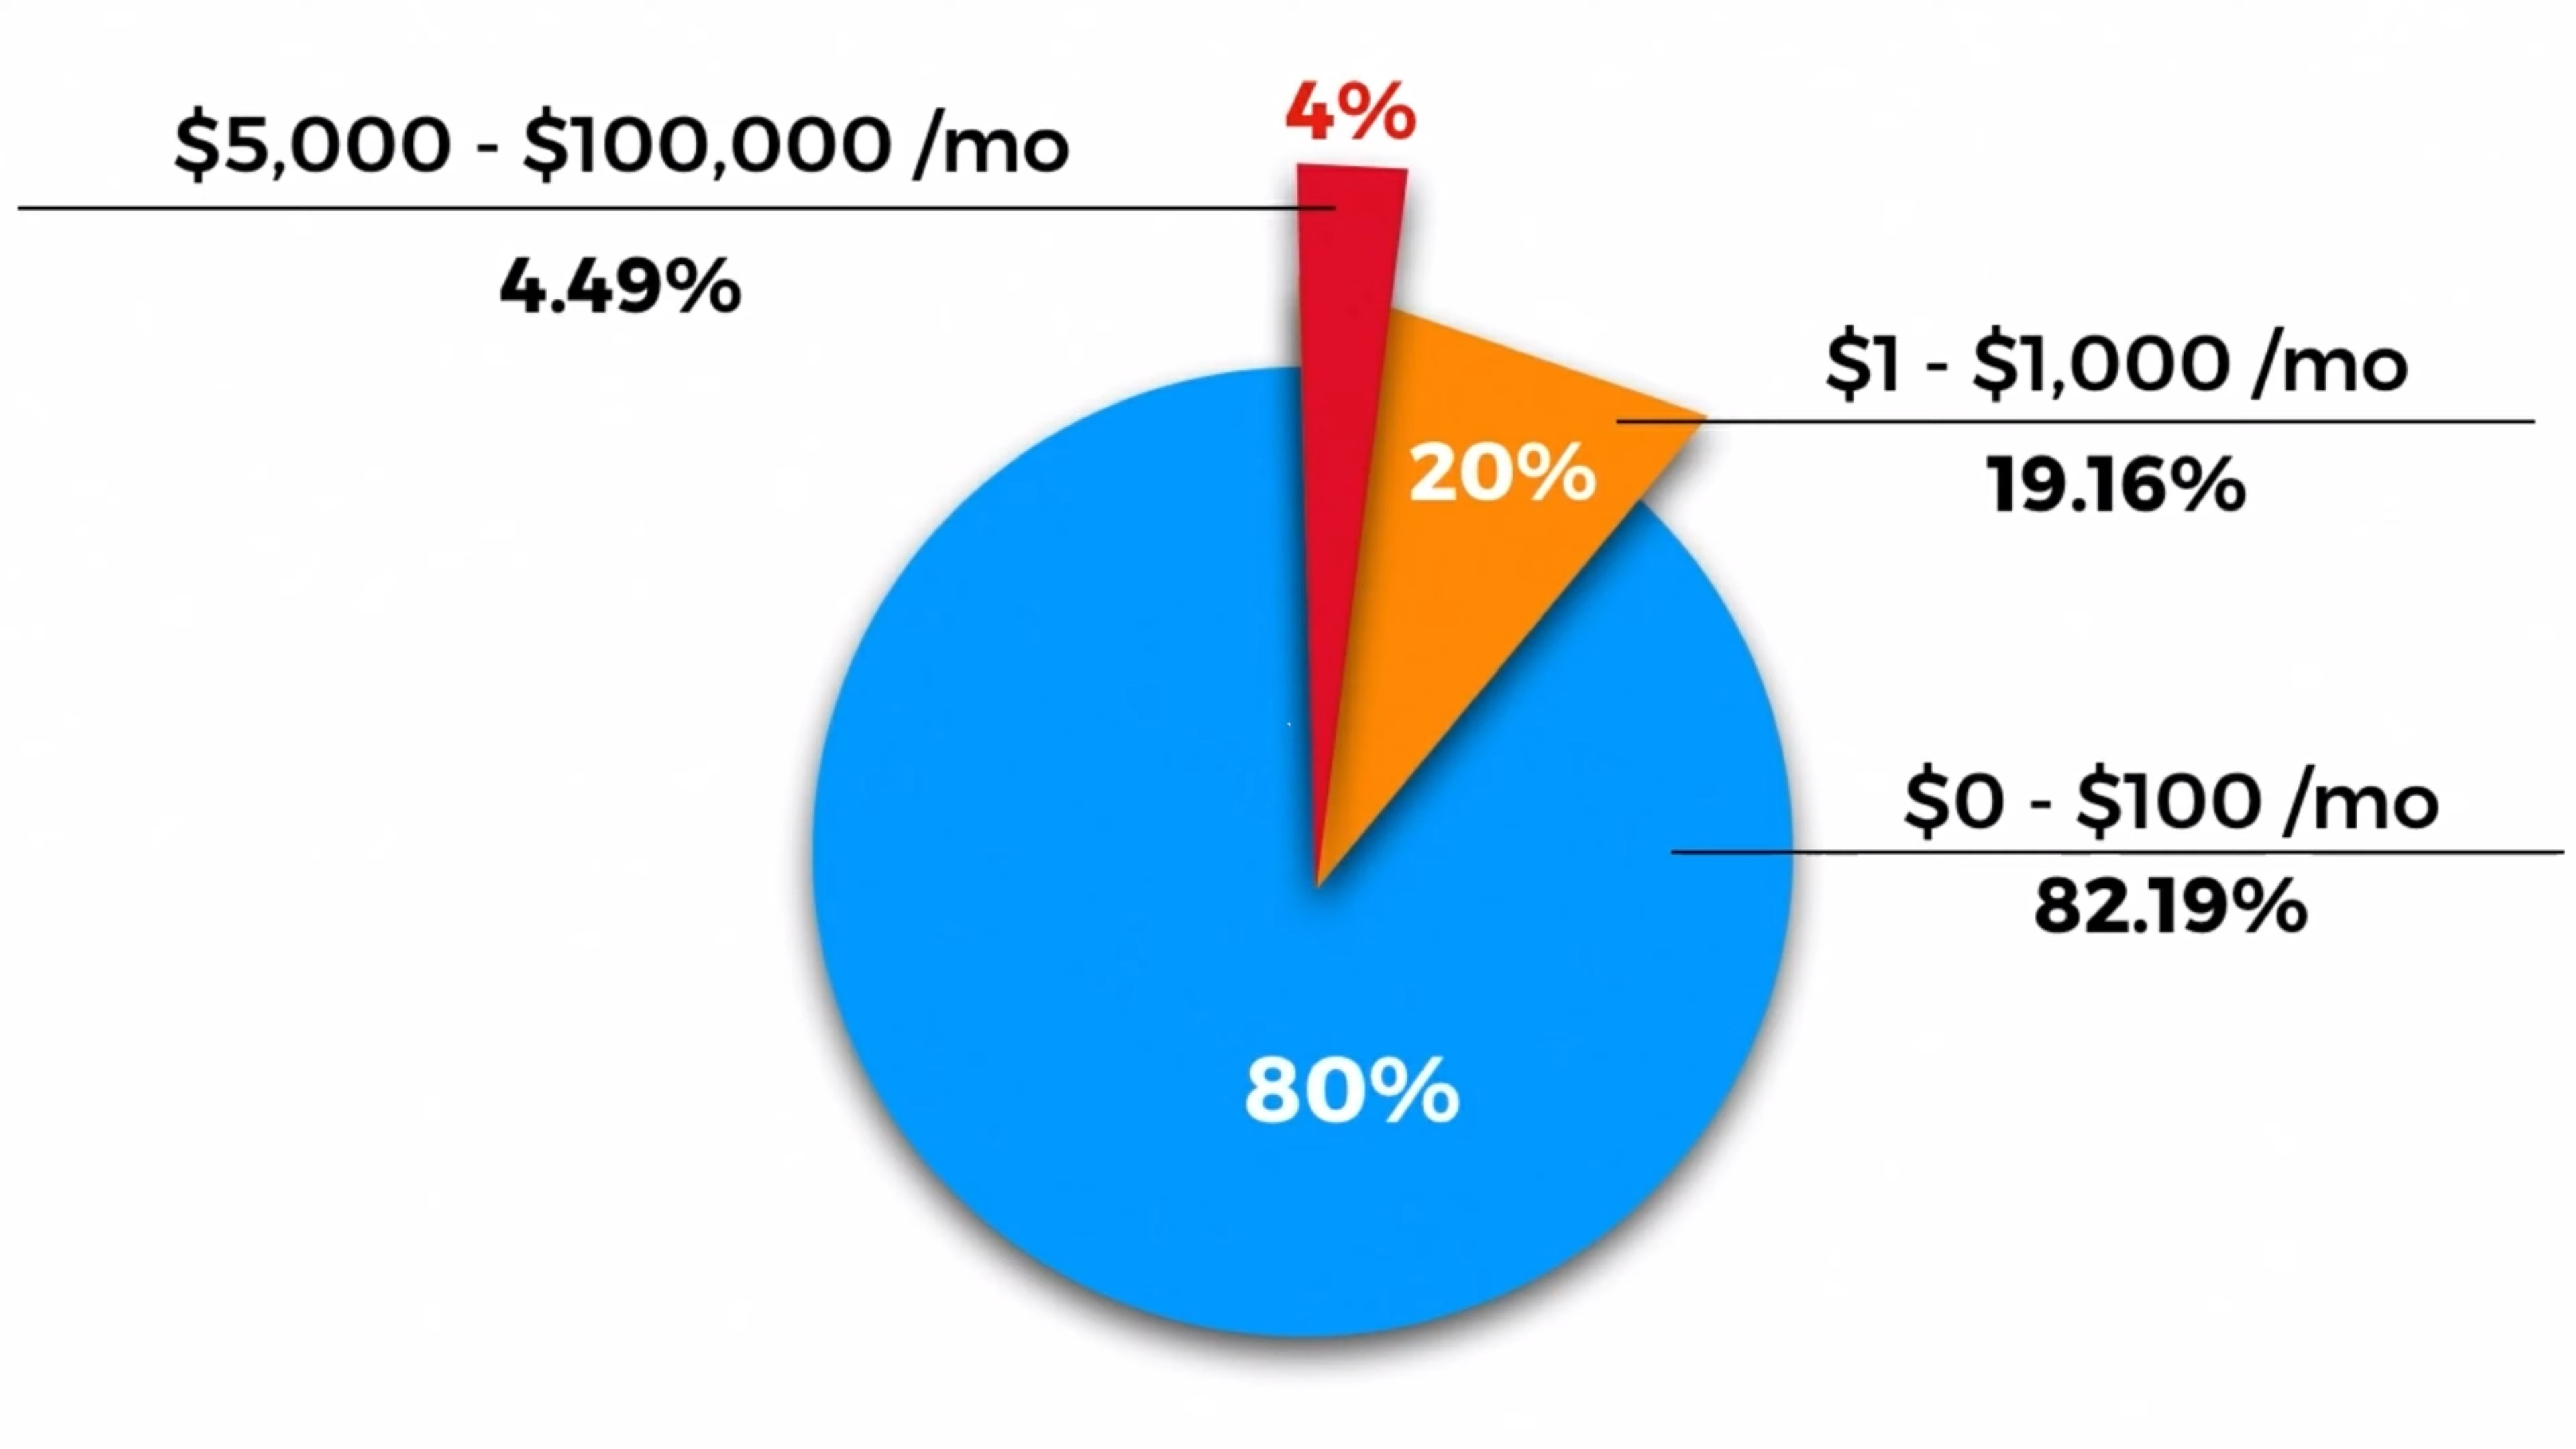 4%
$5,000 - $100,000 /mo
4.49%
$1 - $1,000 /mo
20%
19.16%
$0 - $100 /mo
82.19%
80%